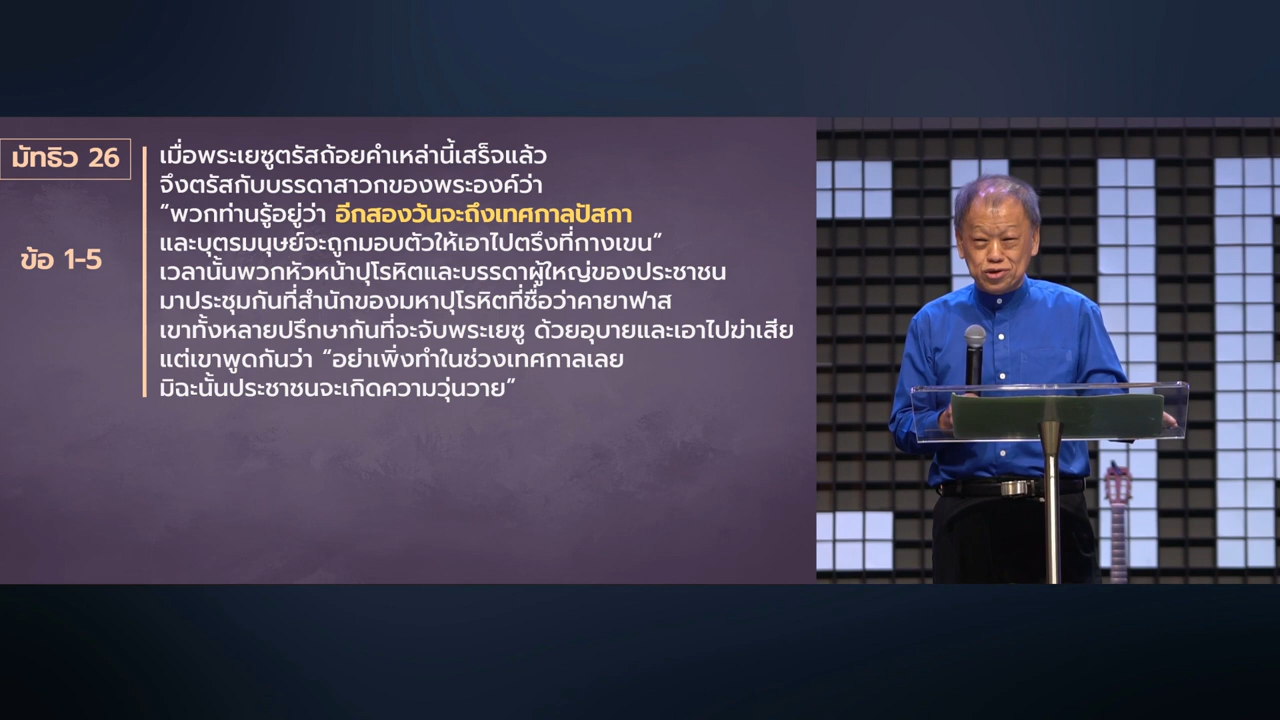 มัทธิว 26
ข้อ 1-5
เมื่อพระเยซูตรัสถ้อยคำเหล่านี้เสร็จแล้ว
จึงตรัสกับบรรดาสาวกของพระองค์ว่า
“พวกท่านรู้อยู่ว่า อีกสองวันจะถึงเทศกาลปัสกา
และบุตรมนุษย์จะถูกมอบตัวให้เอาไปตรึงที่กางเขน”
เวลานั้นพวกหัวหน้าปุโรหิตและบรรดาผู้ใหญ่ของประชาชน
มาประชุมกันที่สำนักของมหาปุโรหิตที่ชื่อว่าคายาฟาส
เขาทั้งหลายปรึกษากันที่จะจับพระเยซู ด้วยอุบายและเอาไปฆ่าเสีย
แต่เขาพูดกันว่า “อย่าเพิ่งทำในช่วงเทศกาลเลย
มิฉะนั้นประชาชนจะเกิดความวุ่นวาย”